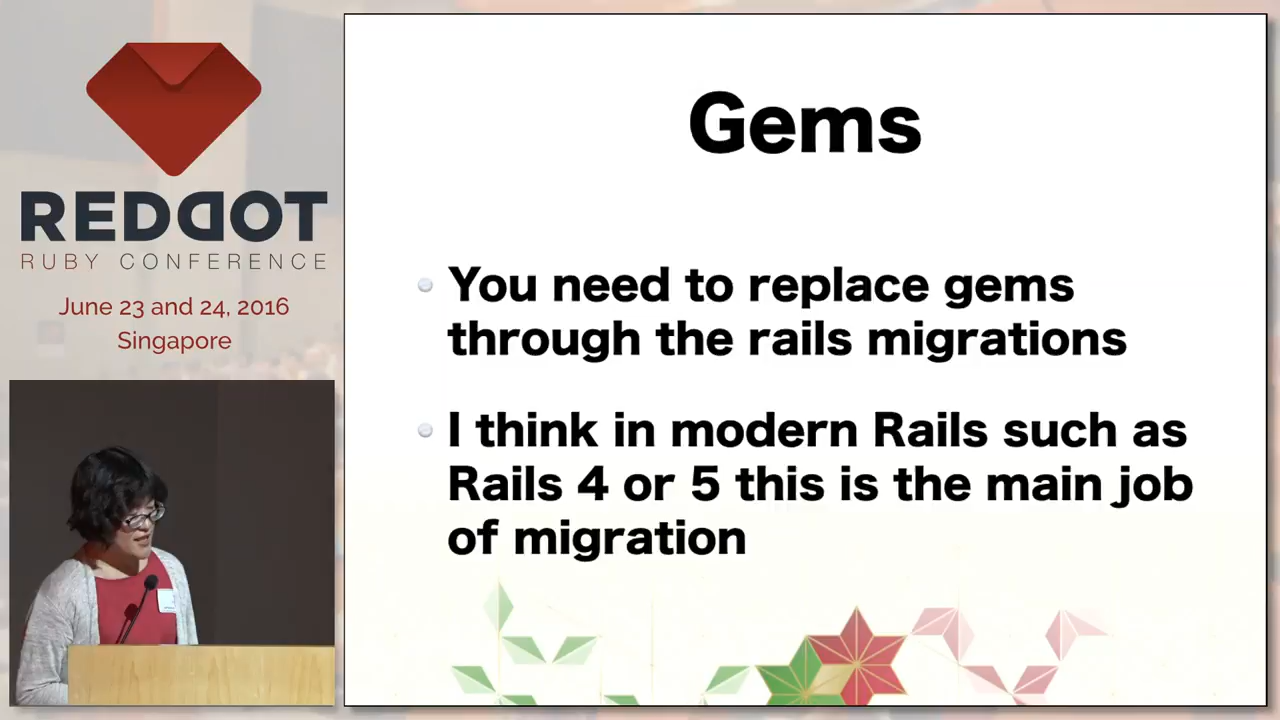 REDDOT
RUBY CONFERENCE
June 23 and 24, 2016
Singapore
Gems
You need to replace gems
through the rails migrations
I think in modern Rails such as
Rails 4 or 5 this is the main job
of migration